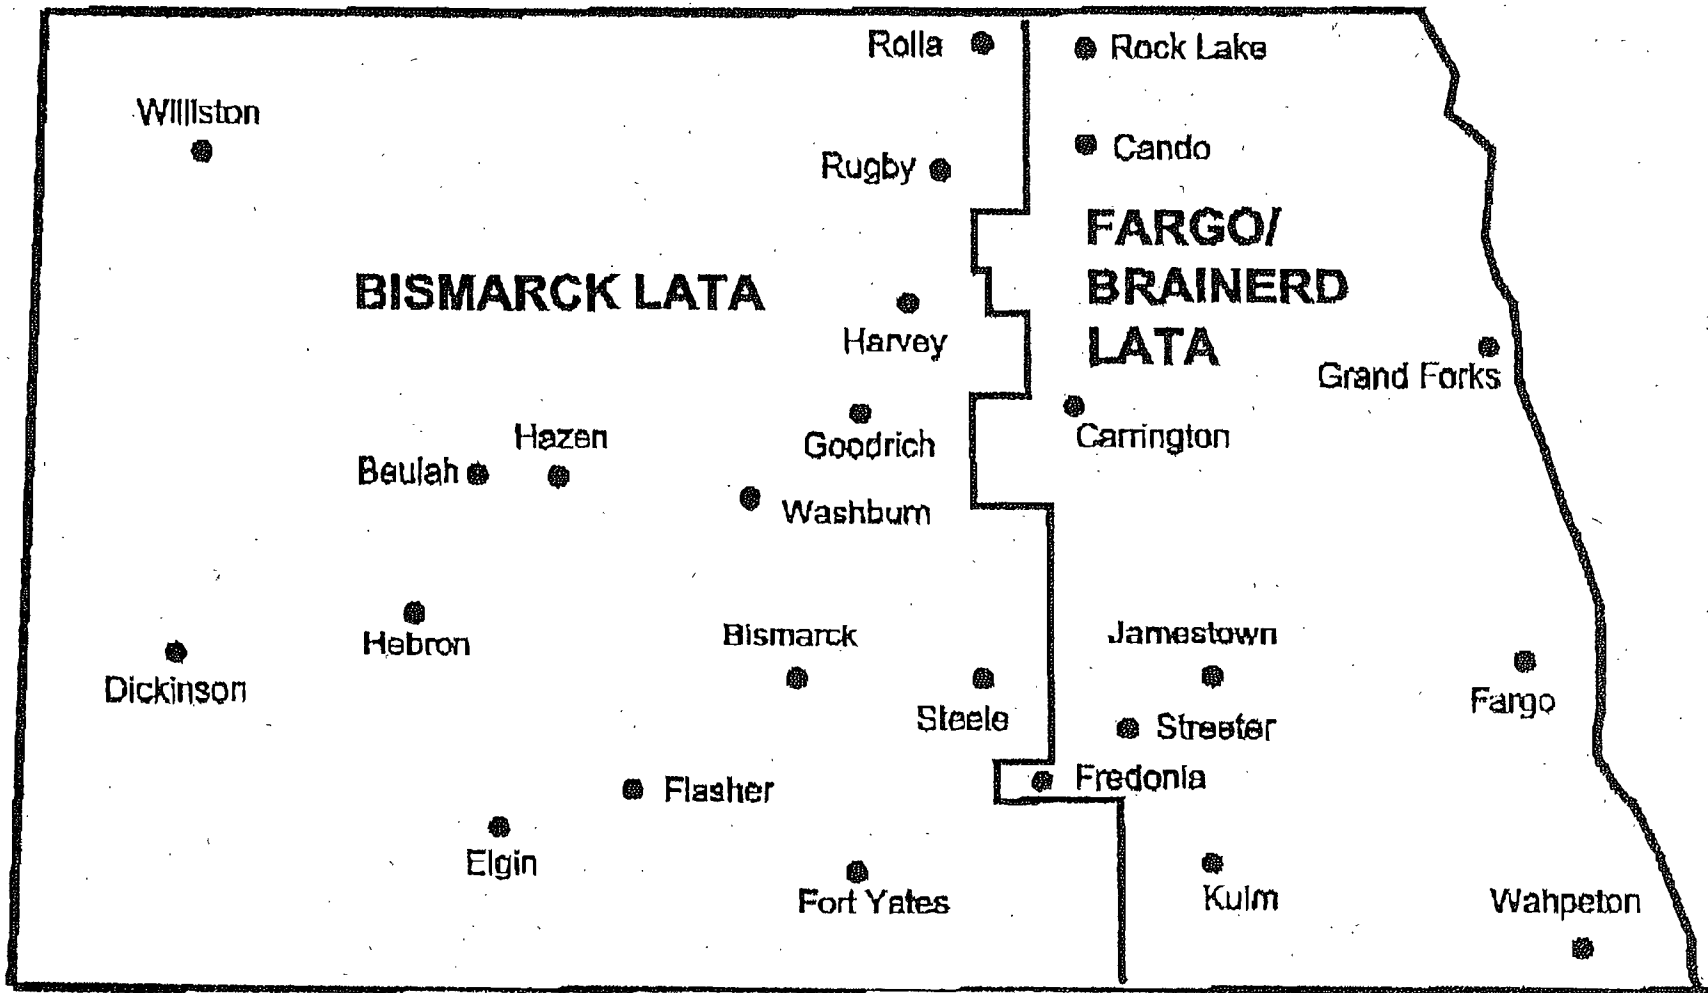 Rolla
Rock Lake
Williston
Cando
Rugby
FARGO/
BRAINERD
LATA
BISMARCK LATA
Harvey
Grand Forks
Hazen
Goodrich
Carrington
Beulah
Washburn
Hebron
Bismarck
Jamestown
Dickinson
Steele
Streeter
Fargo
Flasher
Fredonia
Elgin
Fort Yates
Kulm
Wahpeton